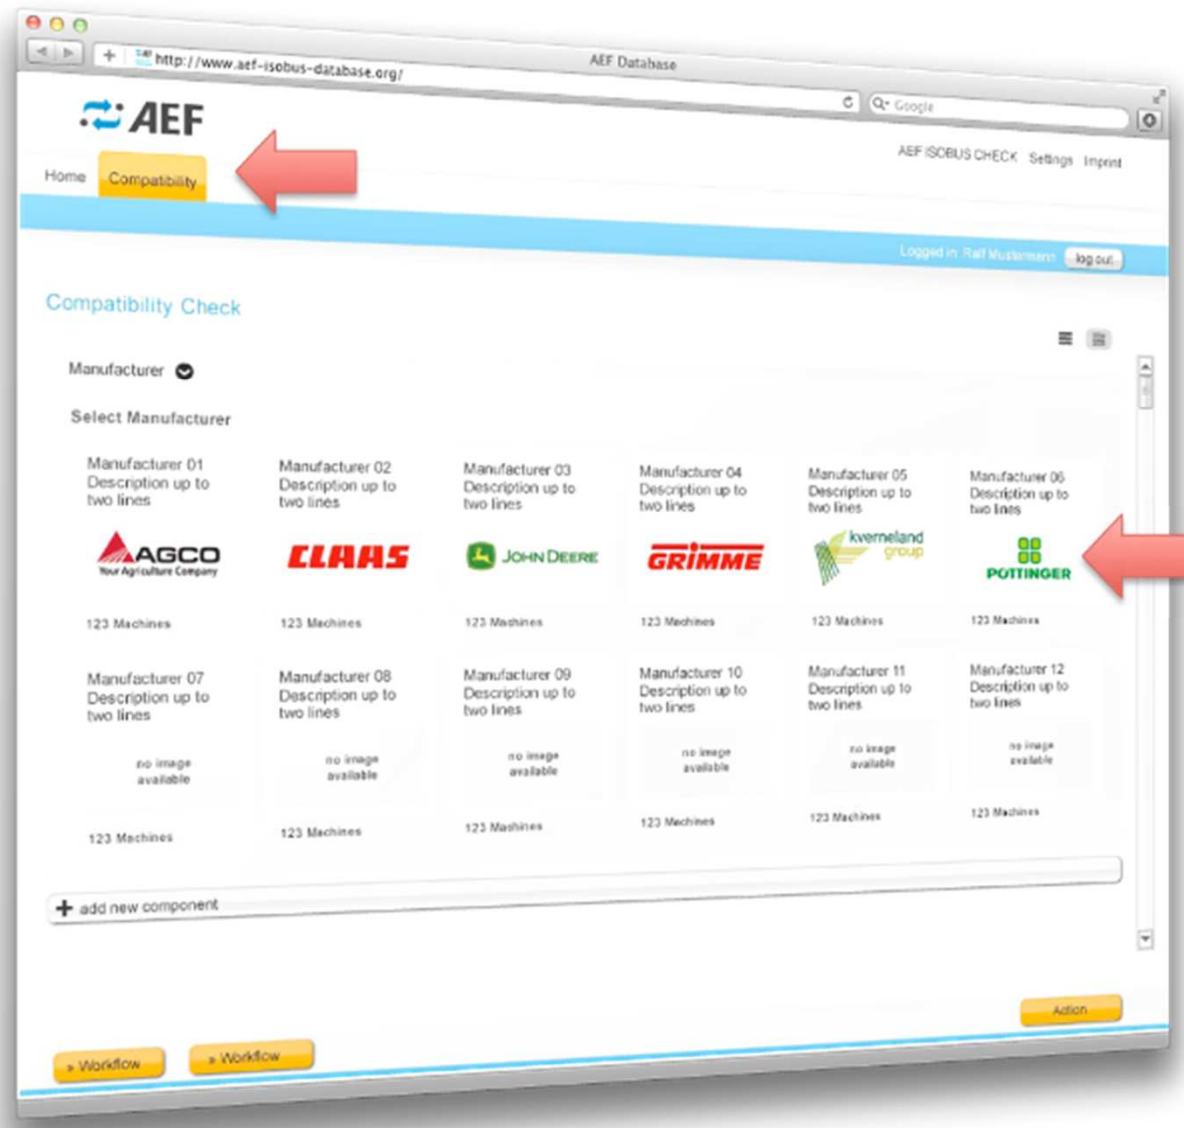 AEF Database
http://www.aef-isobus-database.org/
Google
AEF
AEF ISOBUS CHECK Settings Imprint
Home Compatibility
Logged in: Ralf Mustermann log out
Compatibility Check
Manufacturer
Select Manufacturer
Manufacturer 01
Description up to
two lines
Manufacturer 02
Description up to
two lines
Manufacturer 03
Description up to
two lines
Manufacturer 04
Description up to
two lines
Manufacturer 05
Description up to
two lines
Manufacturer 06
Description up to
two lines
AGCO
Your Agriculture Company
CLAAS
JOHN DEERE
GRIMME
kverneland
group
PÖTTINGER
123 Machines
123 Machines
123 Machines
123 Machines
123 Machines
123 Machines
Manufacturer 07
Description up to
two lines
Manufacturer 08
Description up to
two lines
Manufacturer 09
Description up to
two lines
Manufacturer 10
Description up to
two lines
Manufacturer 11
Description up to
two lines
Manufacturer 12
Description up to
two lines
no image
available
no image
available
no image
available
no image
available
no image
available
no image
available
123 Machines
123 Machines
123 Machines
123 Machines
123 Machines
123 Machines
+ add new component
Action
» Workflow
» Workflow